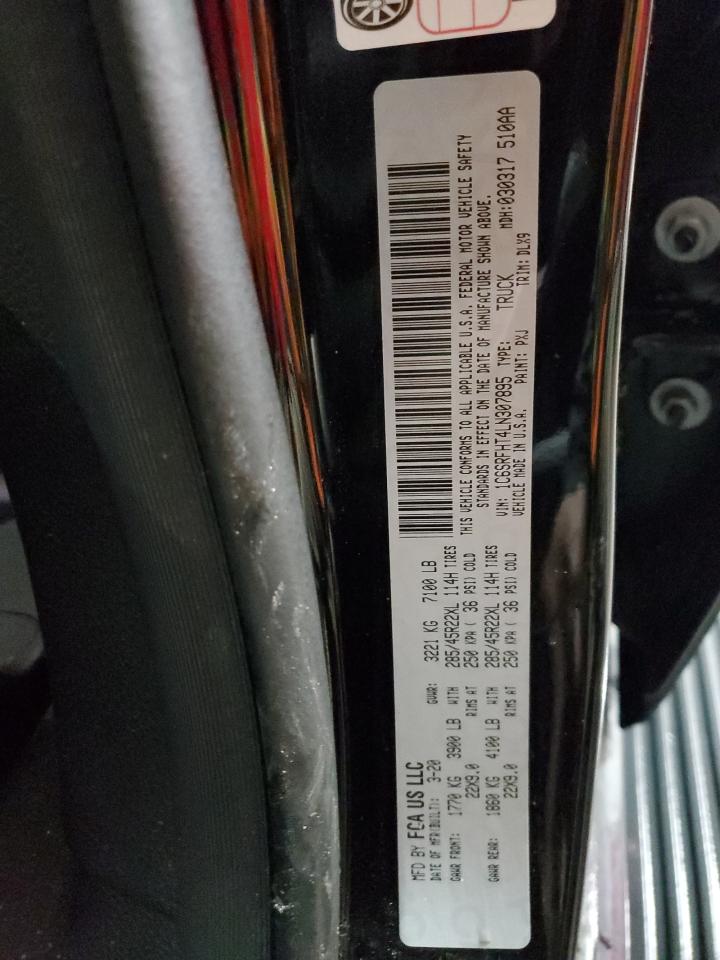 MFD BY FCA US LLC
DATE OF MFR(BUILT): 3-20 GVWR: 3221 KG 7100 LB
GAWR FRONT: 1770 KG 3900 LB WITH 285/45R22XL 114H TIRES
22X9.0 RIMS AT 250 KPA ( 36 PSI) COLD
GAWR REAR: 1860 KG 4100 LB WITH 285/45R22XL 114H TIRES
22X9.0 RIMS AT 250 KPA ( 36 PSI) COLD
THIS VEHICLE CONFORMS TO ALL APPLICABLE U.S.A. FEDERAL MOTOR VEHICLE SAFETY
STANDARDS IN EFFECT ON THE DATE OF MANUFACTURE SHOWN ABOVE.
VIN: 1C6SRFHT4LN307895 TYPE: TRUCK MDH:030317 510AA
VEHICLE MADE IN U.S.A. PAINT: PXJ TRIM: DLX9